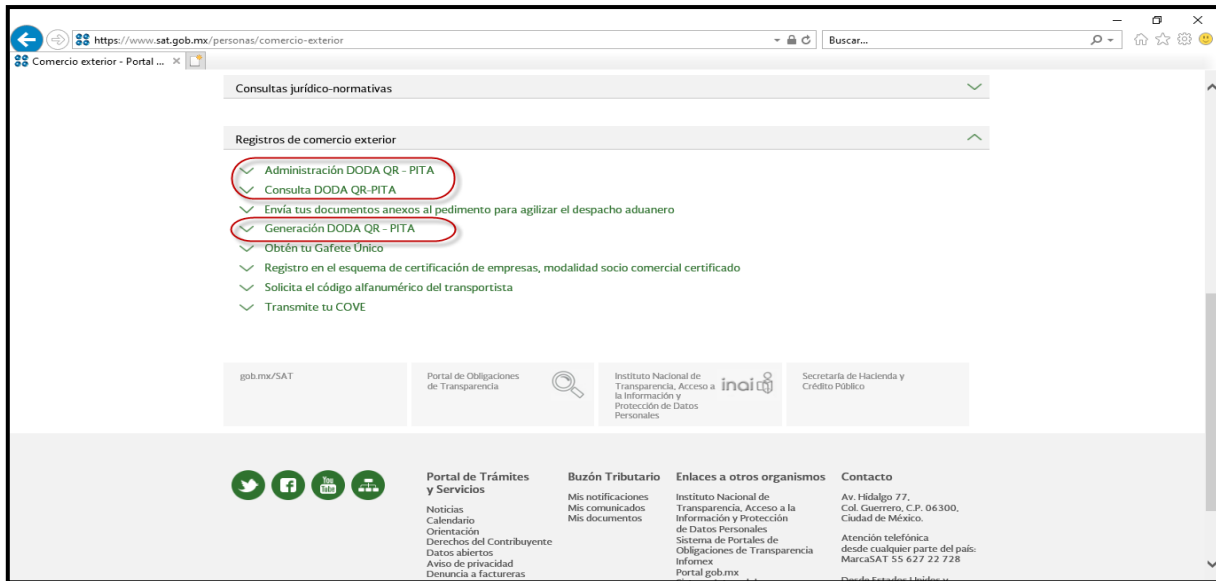 https://www.sat.gob.mx/personas/comercio-exterior
Buscar...
Comercio exterior - Portal ...
Consultas jurídico-normativas
Registros de comercio exterior
Administración DODA QR - PITA
Consulta DODA QR-PITA
Envía tus documentos anexos al pedimento para agilizar el despacho aduanero
Generación DODA QR - PITA
Obtén tu Gafete Único
Registro en el esquema de certificación de empresas, modalidad socio comercial certificado
Solicita el código alfanumérico del transportista
Transmite tu COVE
gob.mx/SAT
Portal de Obligaciones
de Transparencia
Instituto Nacional de
Transparencia, Acceso a
la Información y
Protección de Datos
Personales
inai
Secretaría de Hacienda y
Crédito Público
You
Tube
Portal de Trámites
y Servicios
Noticias
Calendario
Orientación
Derechos del Contribuyente
Datos abiertos
Aviso de privacidad
Denuncia a factureras
Buzón Tributario
Mis notificaciones
Mis comunicados
Mis documentos
Enlaces a otros organismos
Instituto Nacional de
Transparencia, Acceso a la
Información y Protección
de Datos Personales
Sistema de Portales de
Obligaciones de Transparencia
Infomex
Portal gob.mx
Contacto
Av. Hidalgo 77,
Col. Guerrero, C.P. 06300,
Ciudad de México.
Atención telefónica
desde cualquier parte del país:
MarcaSAT 55 627 22 728
Desde Estados Unidos y